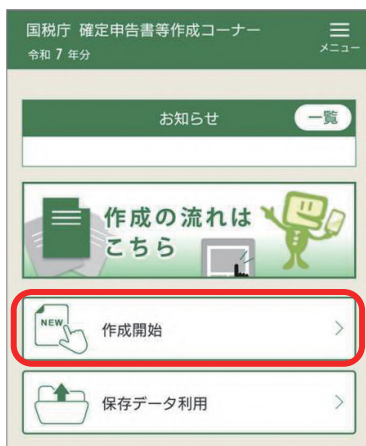 国税庁 確定申告書等作成コーナー
令和 7 年分
メニュー
お知らせ
一覧
作成の流れは
こちら
NEW
作成開始
保存データ利用